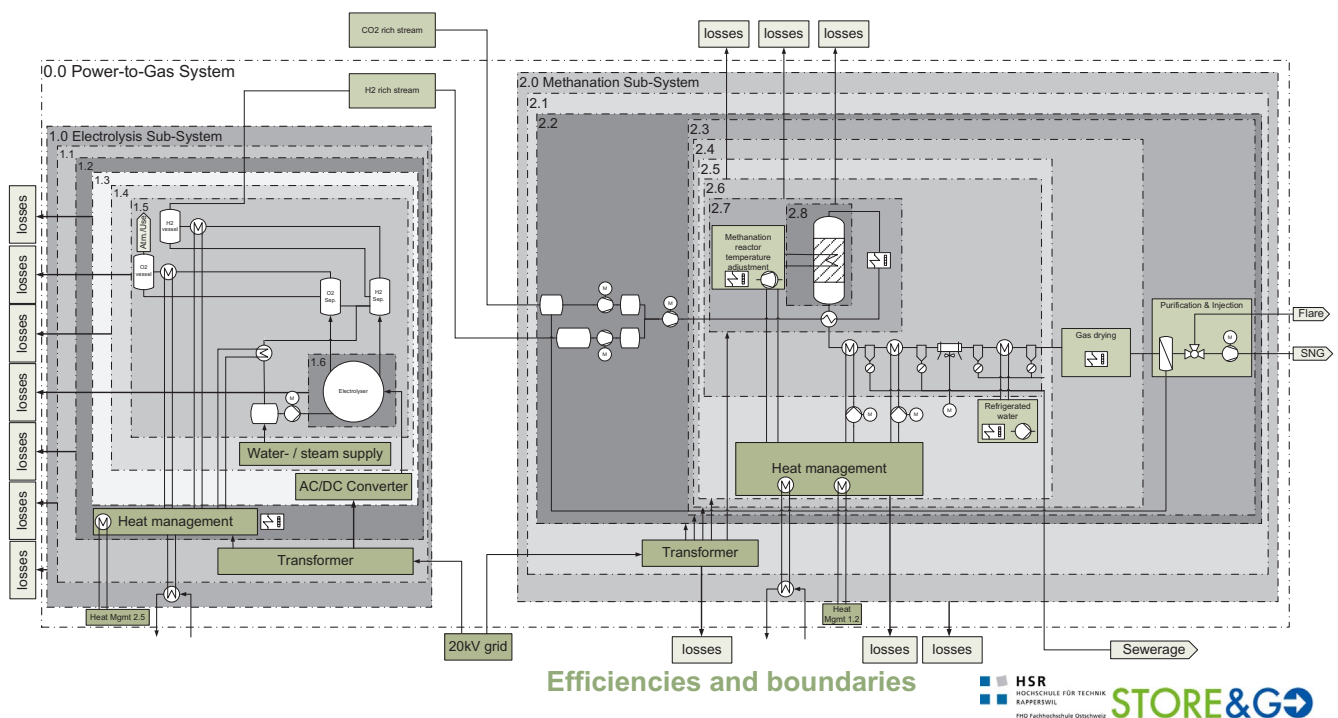 CO2 rich stream
losses
losses
losses
0.0 Power-to-Gas System
H2 rich stream
2.0 Methanation Sub-System
2.1
2.2
2.3
2.4
2.5
2.6
2.7
2.8
1.0 Electrolysis Sub-System
1.1
1.2
1.3
1.4
1.5
Atm./Use
H2
vessel
M
O2
vessel
M
O2
Sep.
H2
Sep.
M
1.6
Electrolyser
M
Water- / steam supply
AC/DC Converter
M
Heat management
Transformer
M
Heat Mgmt 2.5
losses
losses
losses
losses
losses
losses
losses
20kV grid
Methanation
reactor
temperature
adjustment
M
M
M
M
M
M
M
M
M
Gas drying
Purification & Injection
M
Flare
SNG
Refrigerated
water
Heat management
M
M
Transformer
M
Heat
Mgmt 1.2
losses
losses
losses
Sewerage
Efficiencies and boundaries
HSR
HOCHSCHULE FÜR TECHNIK
RAPPERSWIL
FHO Fachhochschule Ostschweiz
STORE&GO